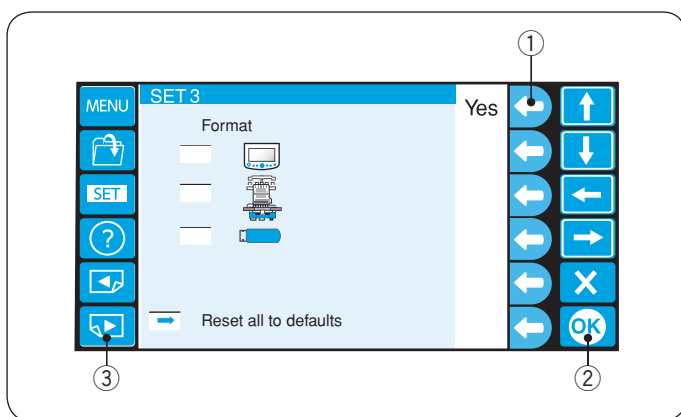 1
MENU
SET 3
Yes
Format
SET
?
Reset all to defaults
OK
3
2